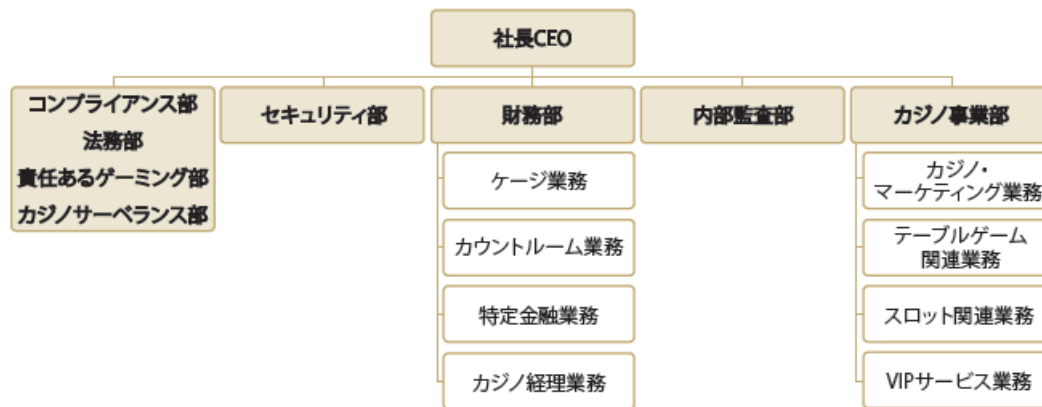 社長CEO
コンプライアンス部
法務部
責任あるゲーミング部
カジノサーベランス部
セキュリティ部
財務部
ケージ業務
カウントルーム業務
特定金融業務
カジノ経理業務
内部監査部
カジノ事業部
カジノ・
マーケティング業務
テーブルゲーム
関連業務
スロット関連業務
VIPサービス業務